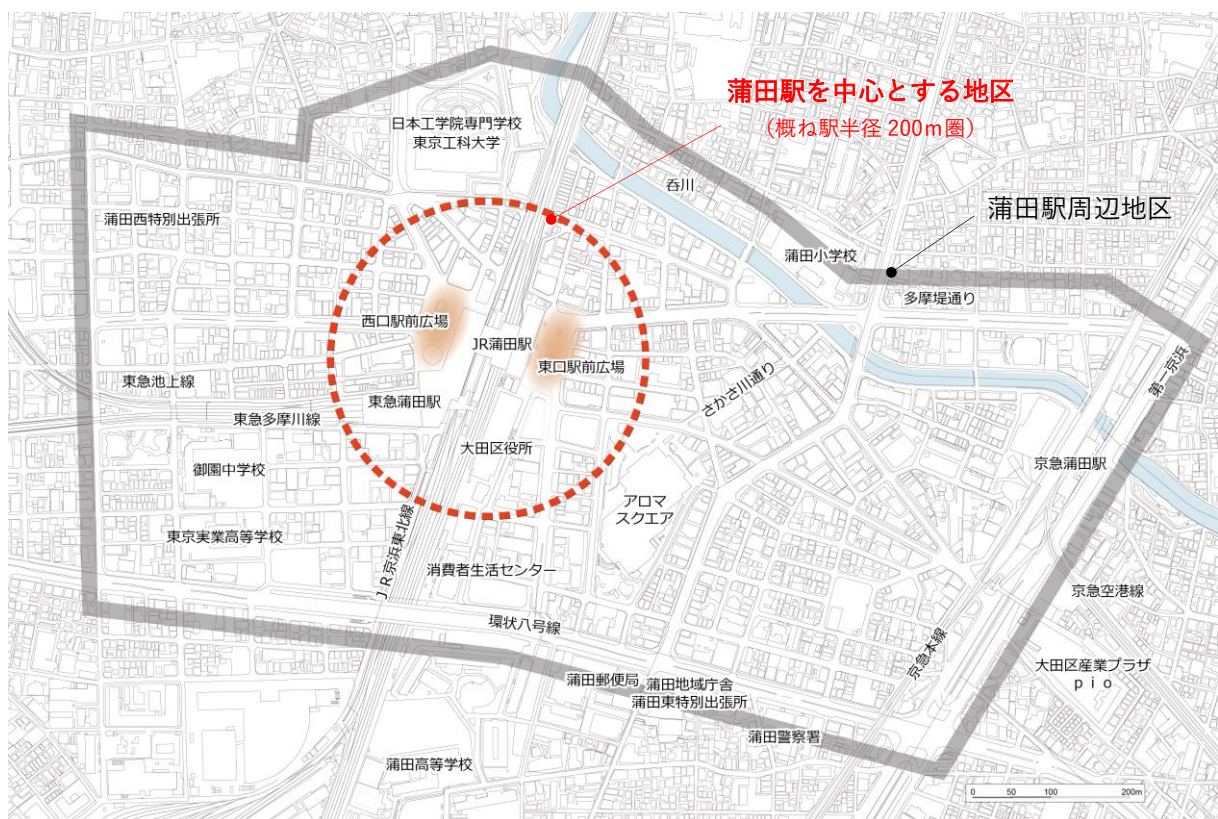 蒲田駅を中心とする地区
（概ね駅半径 200m圏）
日本工学院専門学校
東京工科大学
呑川
蒲田駅周辺地区
蒲田西特別出張所
蒲田小学校
多摩堤通り
西口駅前広場
JR蒲田駅
東口駅前広場
第一京浜
東急池上線
東急蒲田駅
さかさ川通り
東急多摩川線
大田区役所
御園中学校
京急蒲田駅
アロマ
スクエア
東京実業高等学校
JR京浜東北線
消費者生活センター
京急空港線
環状八号線
京急本線
大田区産業プラザ
ｐｉｏ
蒲田郵便局
蒲田地域庁舎
蒲田東特別出張所
蒲田警察署
蒲田高等学校
0 50 100 200m